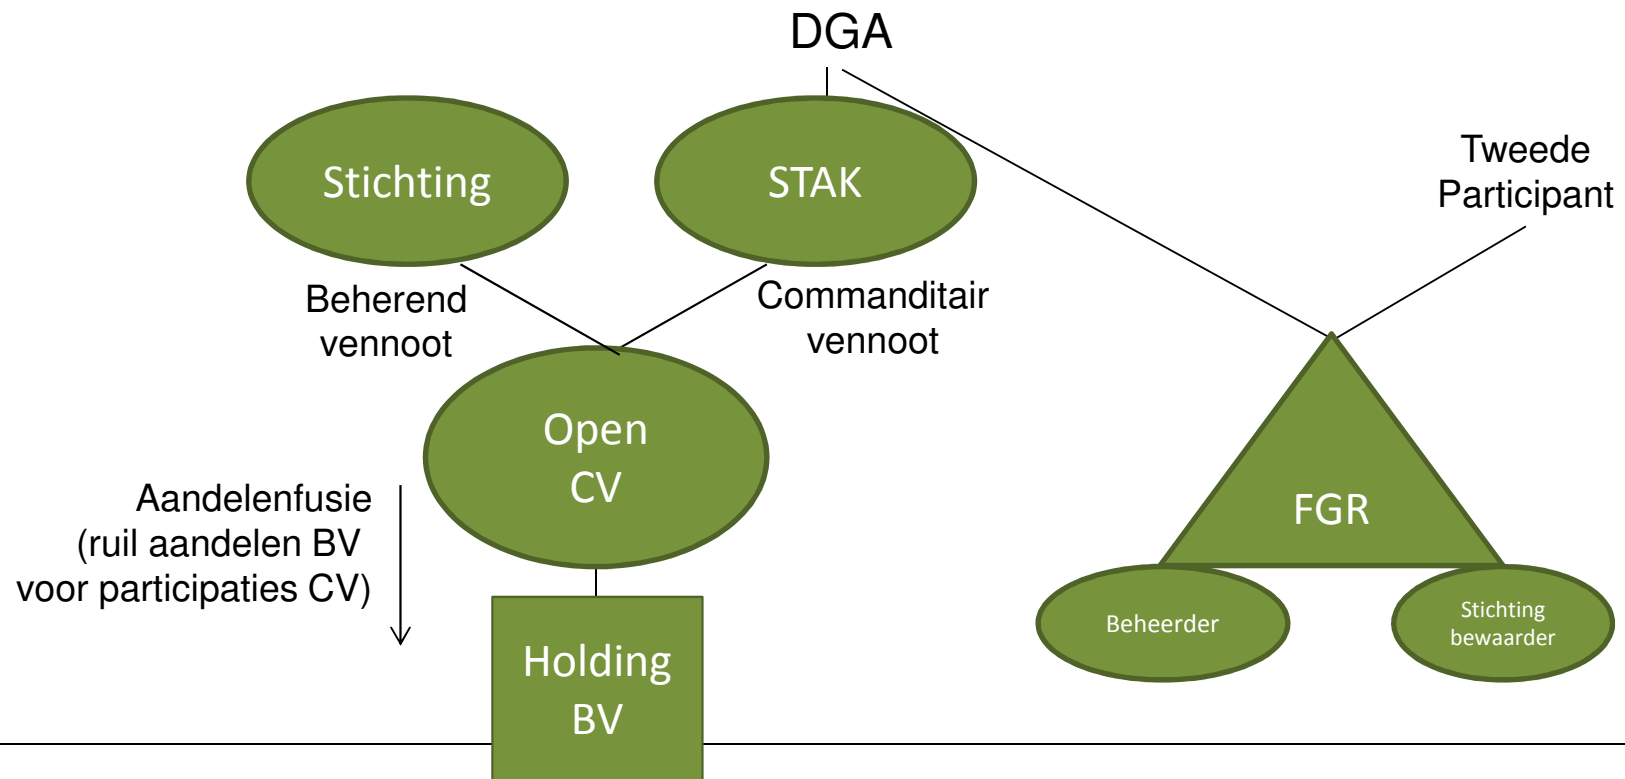 DGA
Stichting
STAK
Tweede
Participant
Beherend
vennoot
Commanditair
vennoot
Open
CV
Aandelenfusie
(ruil aandelen BV
voor participaties CV)
FGR
Beheerder
Stichting
bewaarder
Holding
BV